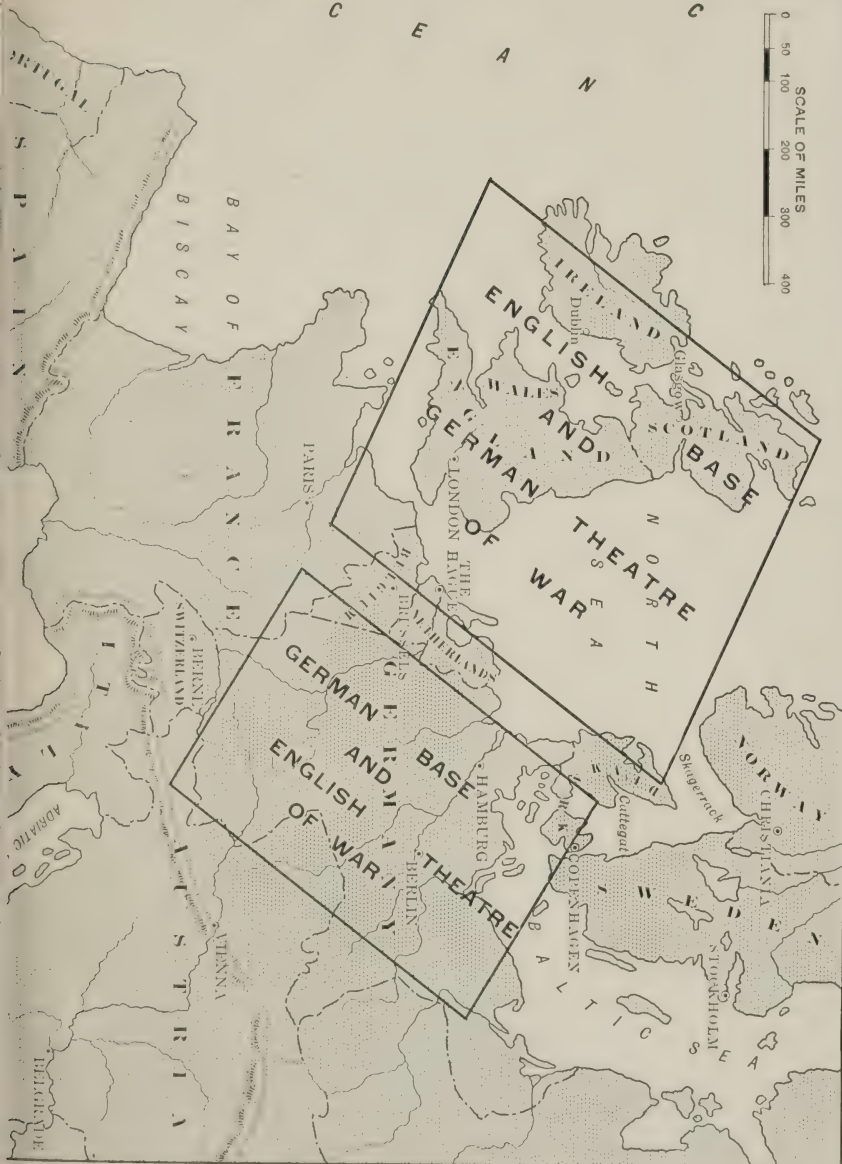 C
C E A N
SCALE OF MILES
0 50 100 200 300 400
NORWAY
CHRISTIANIA
SWEDEN
STOCKHOLM
Skagerrack
Cattegat
DENMARK
COPENHAGEN
BALTIC SEA
NORTH
SEA
SCOTLAND
Glasgow
IRELAND
Dublin
WALES
ENGLAND
LONDON
ENGLISH BASE
AND
GERMAN THEATRE
OF WAR
THE
HAGUE
NETHERLANDS
BRUSSELS
BELGIUM
GERMANY
HAMBURG
BERLIN
GERMAN BASE
AND
ENGLISH THEATRE
OF WAR
PARIS
FRANCE
BAY OF
BISCAY
BERNE
SWITZERLAND
VIENNA
AUSTRIA
BELGRADE
ITALY
ADRIATIC
ORTUGAL
SPAIN